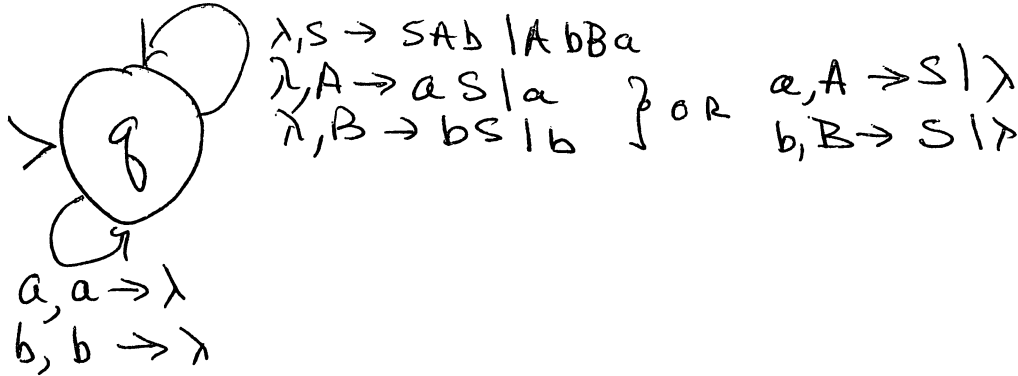 λ,S → SAb | AbBa
λ,A → aS | a
λ,B → bS | b
} OR
a,A → S | λ
b,B → S | λ
>
q
a, a → λ
b, b → λ